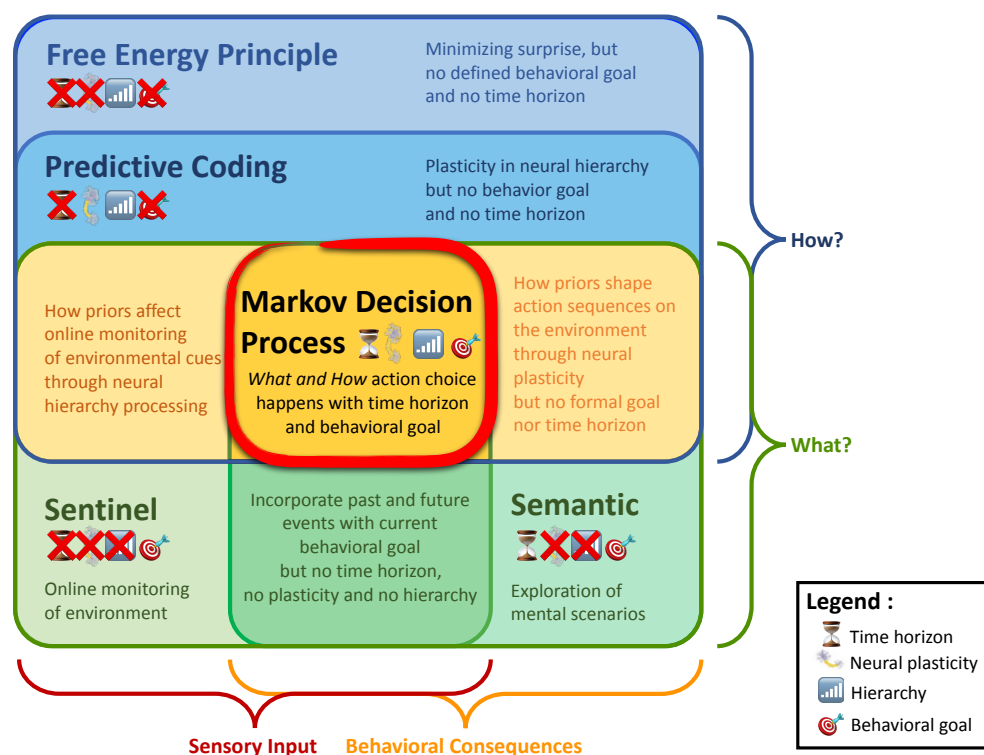 Free Energy Principle
Minimizing surprise, but
no defined behavioral goal
and no time horizon
Predictive Coding
Plasticity in neural hierarchy
but no behavior goal
and no time horizon
How?
How priors affect
online monitoring
of environmental cues
through neural
hierarchy processing
Markov Decision
Process
What and How action choice
happens with time horizon
and behavioral goal
How priors shape
action sequences on
the environment
through neural
plasticity
but no formal goal
nor time horizon
What?
Sentinel
Online monitoring
of environment
Incorporate past and future
events with current
behavioral goal
but no time horizon,
no plasticity and no hierarchy
Semantic
Exploration of
mental scenarios
Legend :
Time horizon
Neural plasticity
Hierarchy
Behavioral goal
Sensory Input
Behavioral Consequences